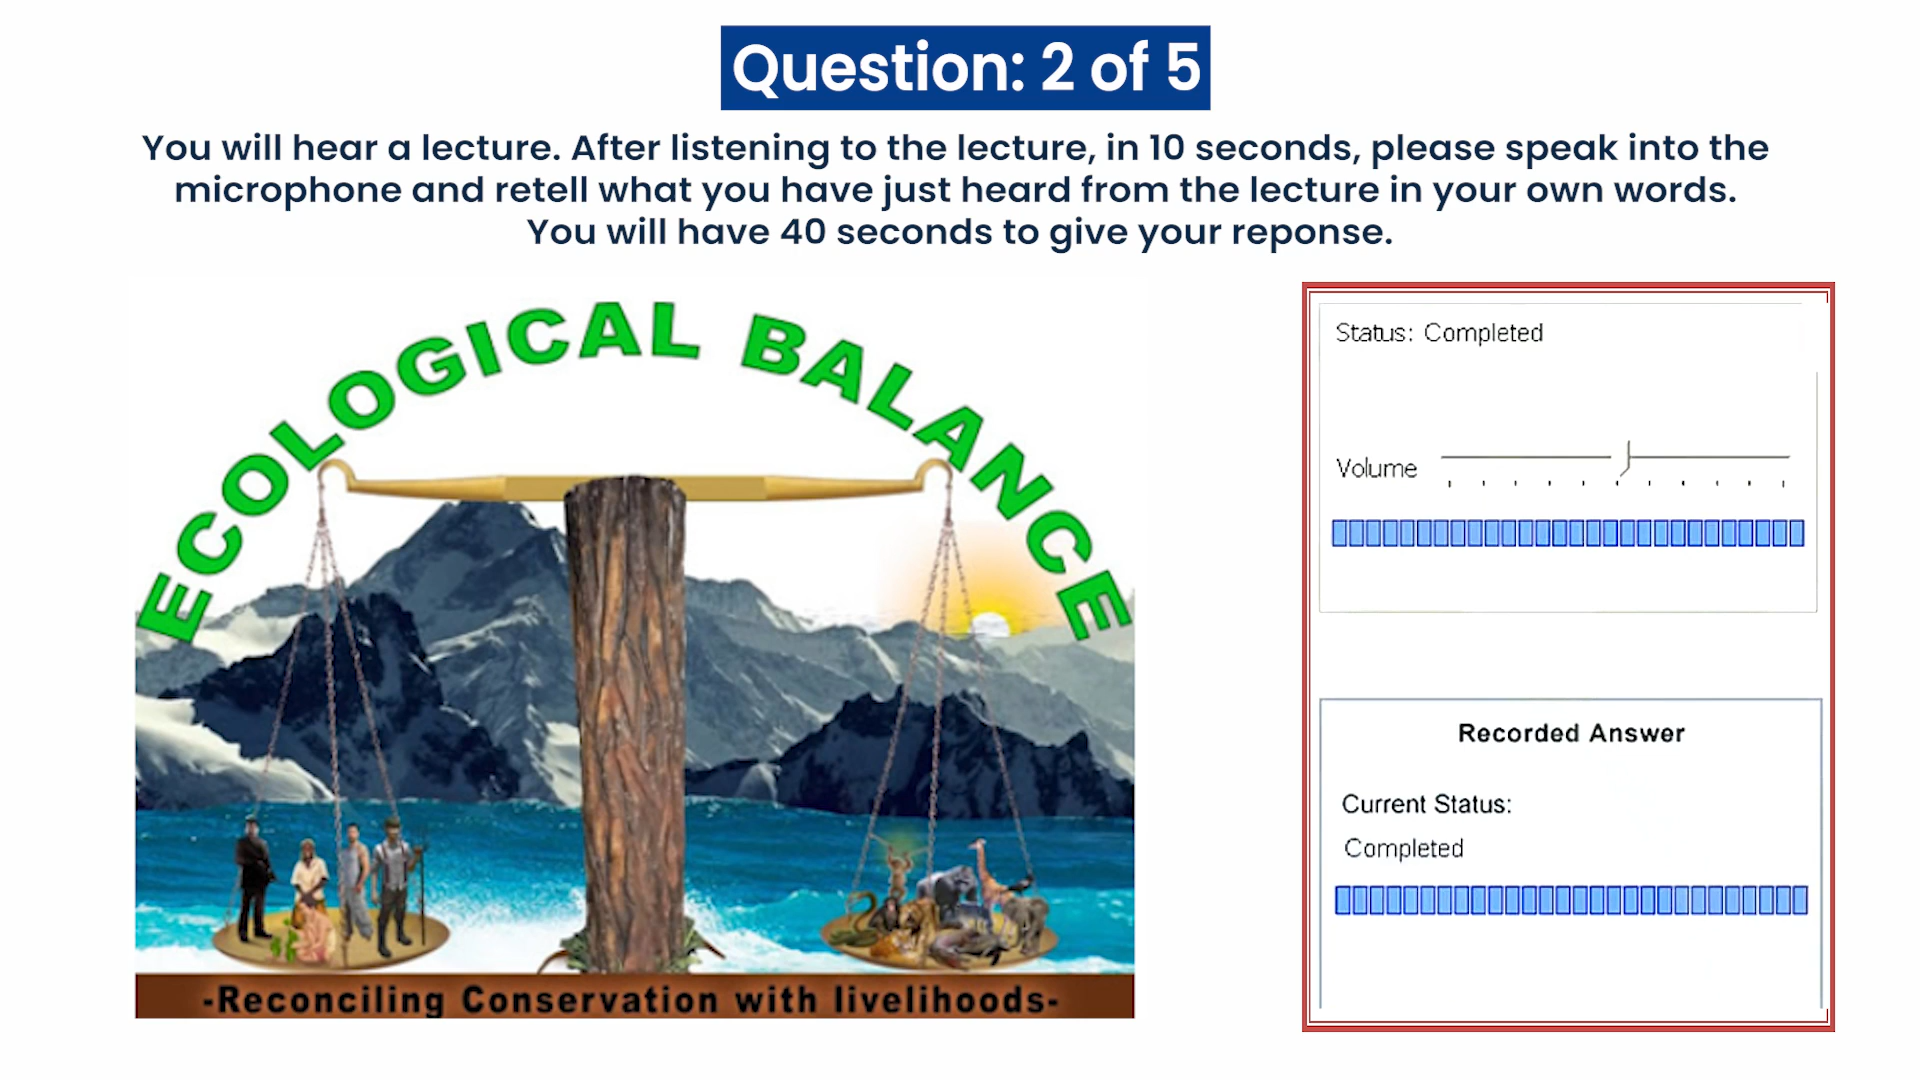 Question: 2 of 5
You will hear a lecture. After listening to the lecture, in 10 seconds, please speak into the
microphone and retell what you have just heard from the lecture in your own words.
You will have 40 seconds to give your reponse.
ECOLOGICAL BALANCE
-Reconciling Conservation with livelihoods-
Status: Completed
Volume
Recorded Answer
Current Status:
Completed